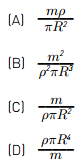 (A) mρ / πR²
(B) m² / ρ²πR³
(C) m / ρπR²
(D) ρπR⁴ / m